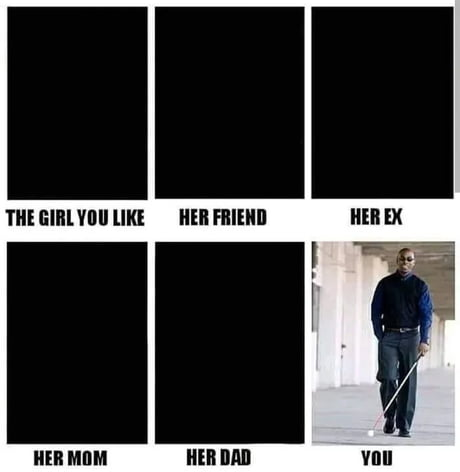 THE GIRL YOU LIKE
HER FRIEND
HER EX
HER MOM
HER DAD
YOU